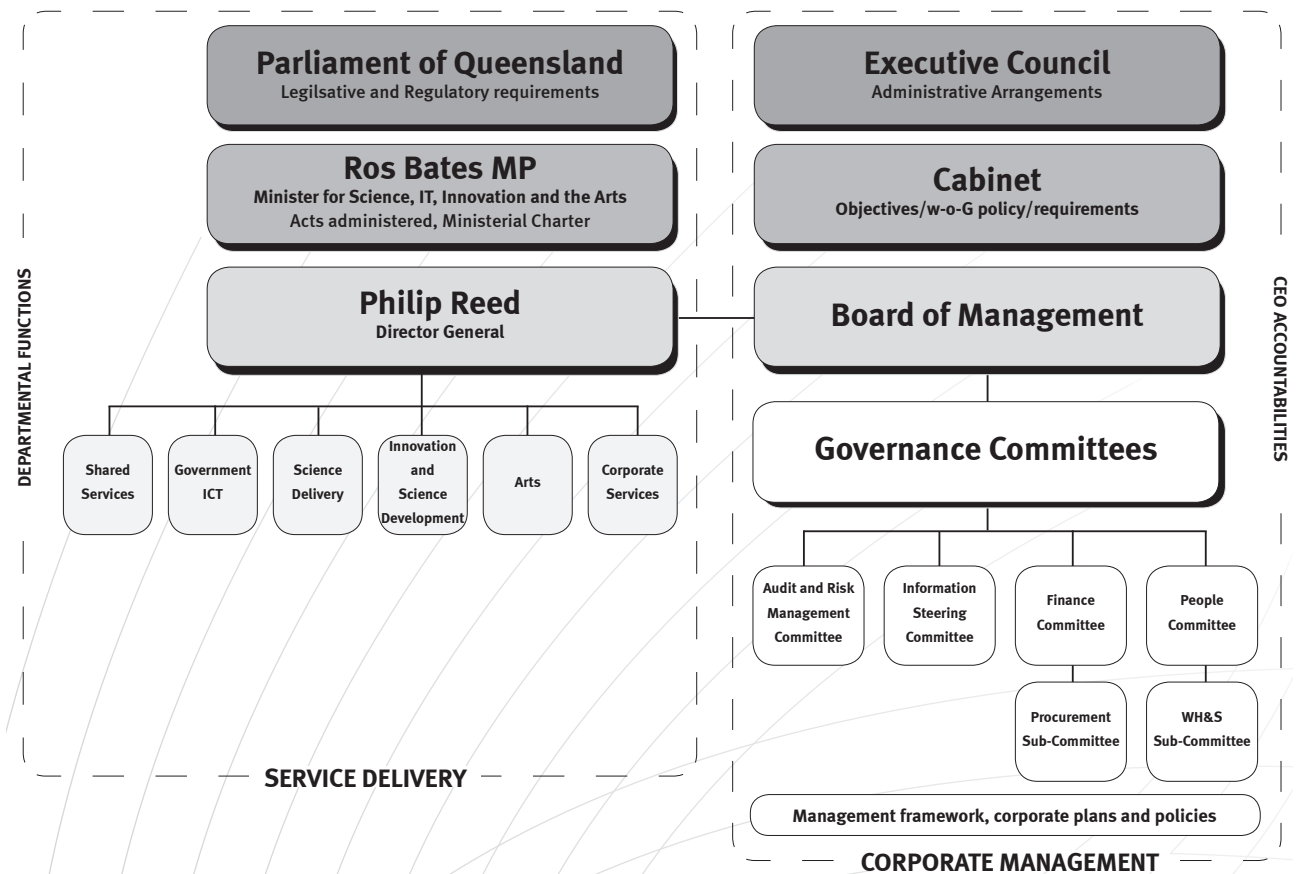 Parliament of Queensland
Legilsative and Regulatory requirements
Ros Bates MP
Minister for Science, IT, Innovation and the Arts
Acts administered, Ministerial Charter
Philip Reed
Director General
DEPARTMENTAL FUNCTIONS
Shared
Services
Government
ICT
Science
Delivery
Innovation
and
Science
Development
Arts
Corporate
Services
SERVICE DELIVERY
Executive Council
Administrative Arrangements
Cabinet
Objectives/w-o-G policy/requirements
Board of Management
CEO ACCOUNTABILITIES
Governance Committees
Audit and Risk
Management
Committee
Information
Steering
Committee
Finance
Committee
People
Committee
Procurement
Sub-Committee
WH&S
Sub-Committee
Management framework, corporate plans and policies
CORPORATE MANAGEMENT